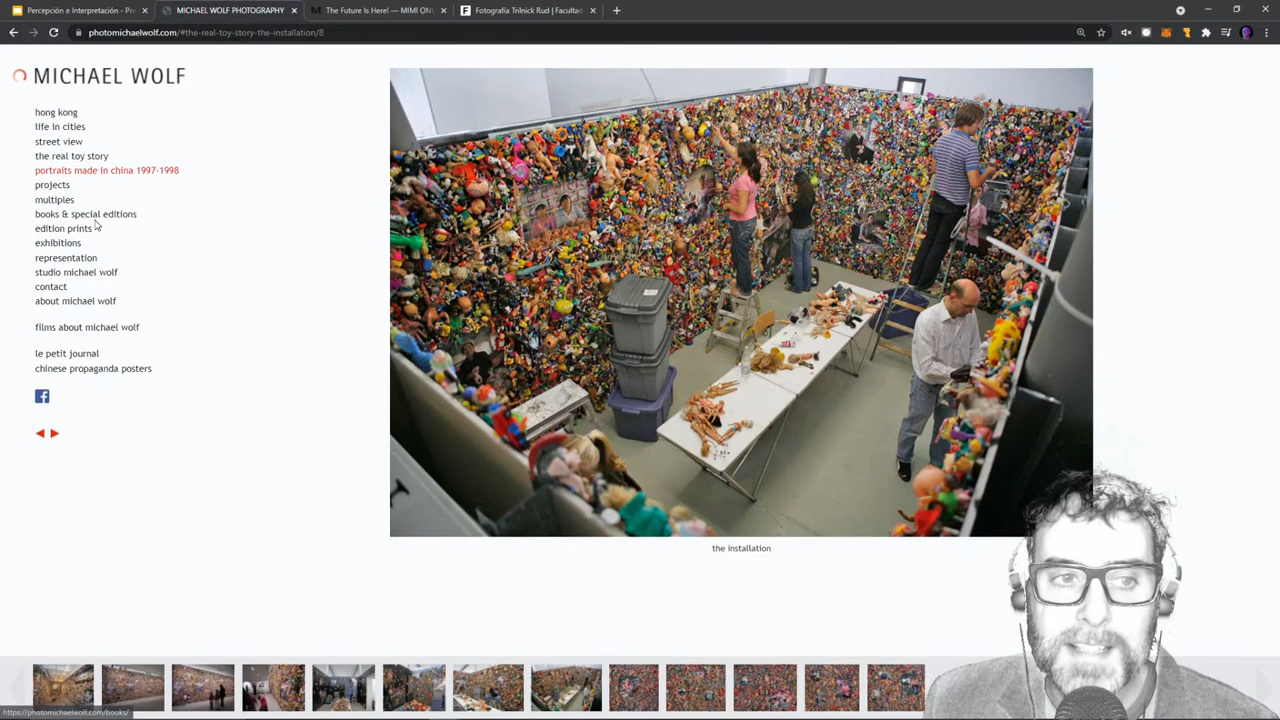 Percepción e Interpretación - Pre
MICHAEL WOLF PHOTOGRAPHY
The Future Is Here! — MIMI ON
Fotografía Trilnick Rud | Facultad
photomichaelwolf.com/#the-real-toy-story-the-installation/8
MICHAEL WOLF
hong kong
life in cities
street view
the real toy story
portraits made in china 1997-1998
projects
multiples
books & special editions
edition prints
exhibitions
representation
studio michael wolf
contact
about michael wolf
films about michael wolf
le petit journal
chinese propaganda posters
the installation
https://photomichaelwolf.com/books/